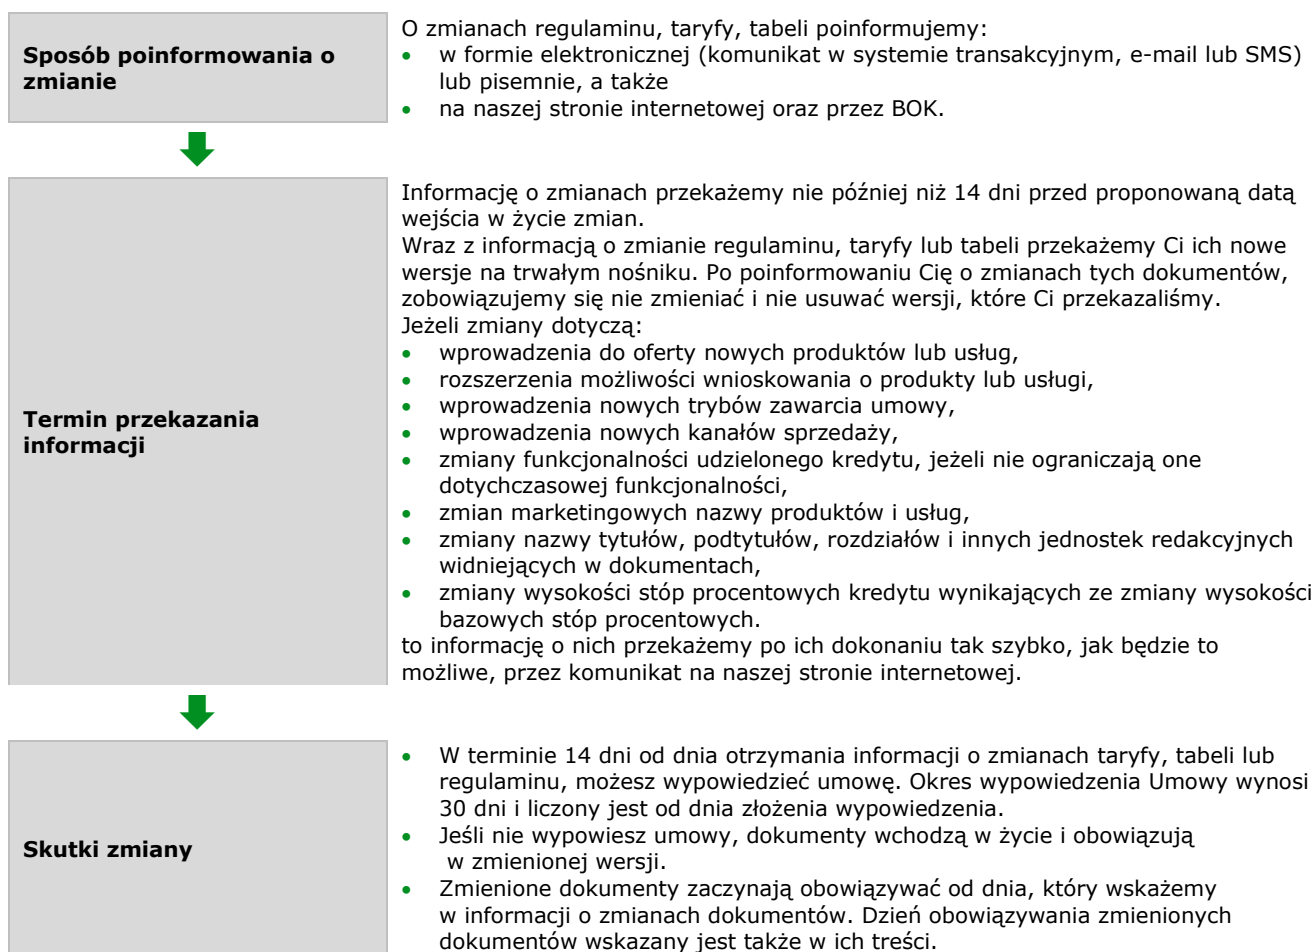 Sposób poinformowania o
zmianie
O zmianach regulaminu, taryfy, tabeli poinformujemy:
• w formie elektronicznej (komunikat w systemie transakcyjnym, e-mail lub SMS)
lub pisemnie, a także
• na naszej stronie internetowej oraz przez BOK.
Termin przekazania
informacji
Informację o zmianach przekażemy nie później niż 14 dni przed proponowaną datą
wejścia w życie zmian.
Wraz z informacją o zmianie regulaminu, taryfy lub tabeli przekażemy Ci ich nowe
wersje na trwałym nośniku. Po poinformowaniu Cię o zmianach tych dokumentów,
zobowiązujemy się nie zmieniać i nie usuwać wersji, które Ci przekazaliśmy.
Jeżeli zmiany dotyczą:
• wprowadzenia do oferty nowych produktów lub usług,
• rozszerzenia możliwości wnioskowania o produkty lub usługi,
• wprowadzenia nowych trybów zawarcia umowy,
• wprowadzenia nowych kanałów sprzedaży,
• zmiany funkcjonalności udzielonego kredytu, jeżeli nie ograniczają one
dotychczasowej funkcjonalności,
• zmian marketingowych nazwy produktów i usług,
• zmiany nazwy tytułów, podtytułów, rozdziałów i innych jednostek redakcyjnych
widniejących w dokumentach,
• zmiany wysokości stóp procentowych kredytu wynikających ze zmiany wysokości
bazowych stóp procentowych.
to informację o nich przekażemy po ich dokonaniu tak szybko, jak będzie to
możliwe, przez komunikat na naszej stronie internetowej.
Skutki zmiany
• W terminie 14 dni od dnia otrzymania informacji o zmianach taryfy, tabeli lub
regulaminu, możesz wypowiedzieć umowę. Okres wypowiedzenia Umowy wynosi
30 dni i liczony jest od dnia złożenia wypowiedzenia.
• Jeśli nie wypowiesz umowy, dokumenty wchodzą w życie i obowiązują
w zmienionej wersji.
• Zmienione dokumenty zaczynają obowiązywać od dnia, który wskażemy
w informacji o zmianach dokumentów. Dzień obowiązywania zmienionych
dokumentów wskazany jest także w ich treści.